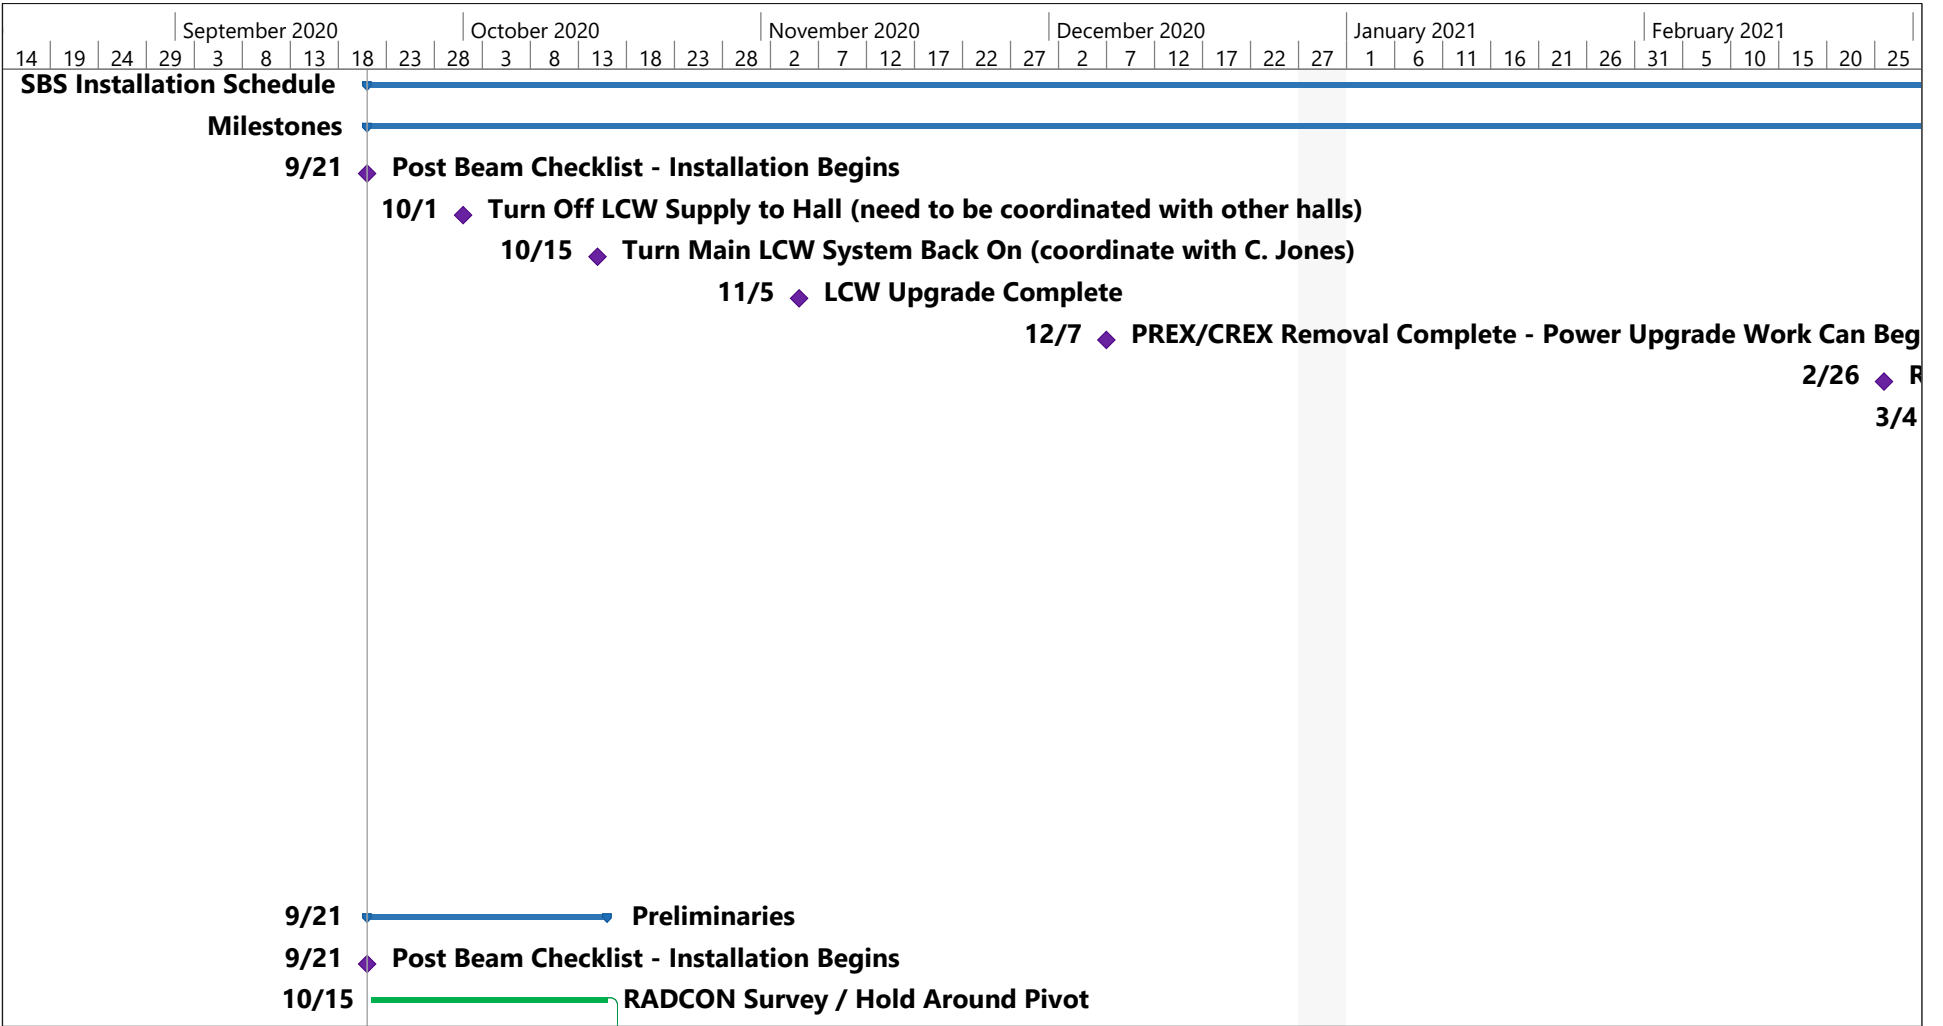 September 2020 October 2020 November 2020 December 2020 January 2021 February 2021
14 19 24 29 3 8 13 18 23 28 3 8 13 18 23 28 2 7 12 17 22 27 2 7 12 17 22 27 1 6 11 16 21 26 31 5 10 15 20 25
SBS Installation Schedule
Milestones
9/21 Post Beam Checklist - Installation Begins
10/1 Turn Off LCW Supply to Hall (need to be coordinated with other halls)
10/15 Turn Main LCW System Back On (coordinate with C. Jones)
11/5 LCW Upgrade Complete
12/7 PREX/CREX Removal Complete - Power Upgrade Work Can Beg
2/26 R
3/4
9/21 Preliminaries
9/21 Post Beam Checklist - Installation Begins
10/15 RADCON Survey / Hold Around Pivot